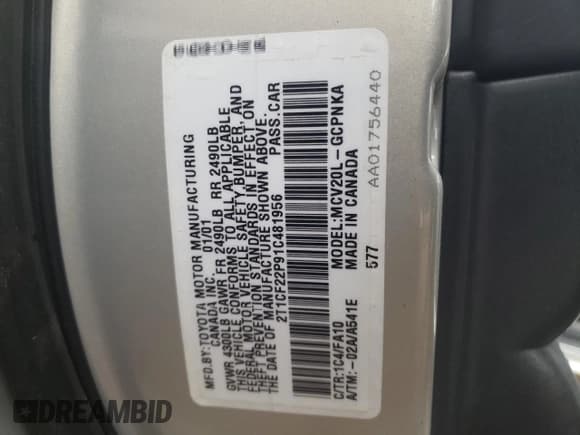 MFD.BY:TOYOTA MOTOR MANUFACTURING
CANADA INC. 01/01
GVWR 4300LB GAWR FR 2490LB RR 2490LB
THIS VEHICLE CONFORMS TO ALL APPLICABLE
FEDERAL MOTOR VEHICLE SAFETY, BUMPER, AND
THEFT PREVENTION STANDARDS IN EFFECT ON
THE DATE OF MANUFACTURE SHOWN ABOVE.
2T1CF22P91C481956 PASS.CAR
C/TR:1C4/FA10 MODEL:MCV20L-GCPNKA
A/TM:-02A/A541E MADE IN CANADA
577
AA01756440
DREAMBID